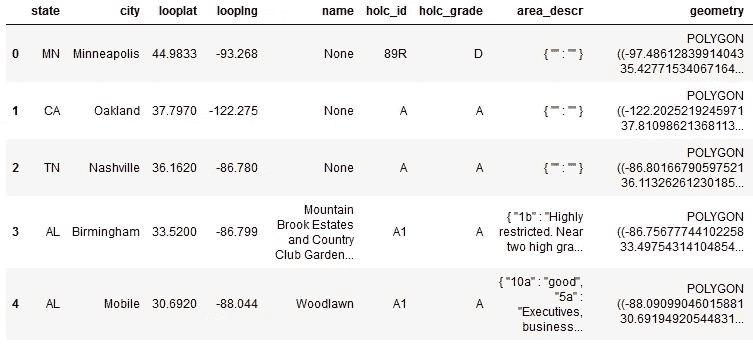 state city looplat looplng name holc_id holc_grade area_descr geometry
0 MN Minneapolis 44.9833 -93.268 None 89R D { "" : "" } POLYGON ((-97.48612839914043 35.42771534067164...
1 CA Oakland 37.7970 -122.275 None A A { "" : "" } POLYGON ((-122.2025219245971 37.81098621368113...
2 TN Nashville 36.1620 -86.780 None A A { "" : "" } POLYGON ((-86.80166790597521 36.11326261230185...
3 AL Birmingham 33.5200 -86.799 Mountain Brook Estates and Country Club Garden... A1 A { "1b" : "Highly restricted. Near two high gra... POLYGON ((-86.75677744102258 33.49754314104854...
4 AL Mobile 30.6920 -88.044 Woodlawn A1 A { "10a" : "good", "5a" : "Executives, business... POLYGON ((-88.09099046015881 30.69194920544831...